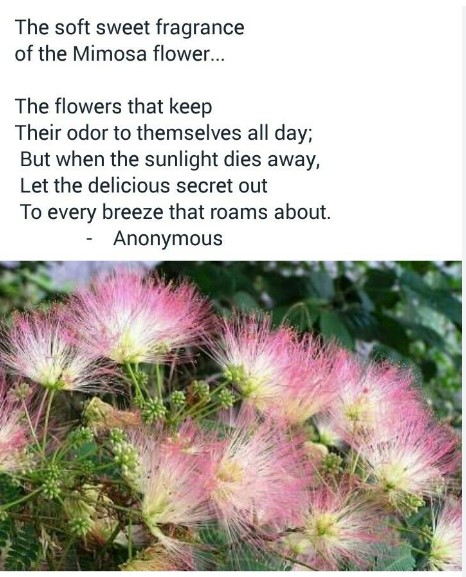 The soft sweet fragrance
of the Mimosa flower...
The flowers that keep
Their odor to themselves all day;
But when the sunlight dies away,
Let the delicious secret out
To every breeze that roams about.
- Anonymous